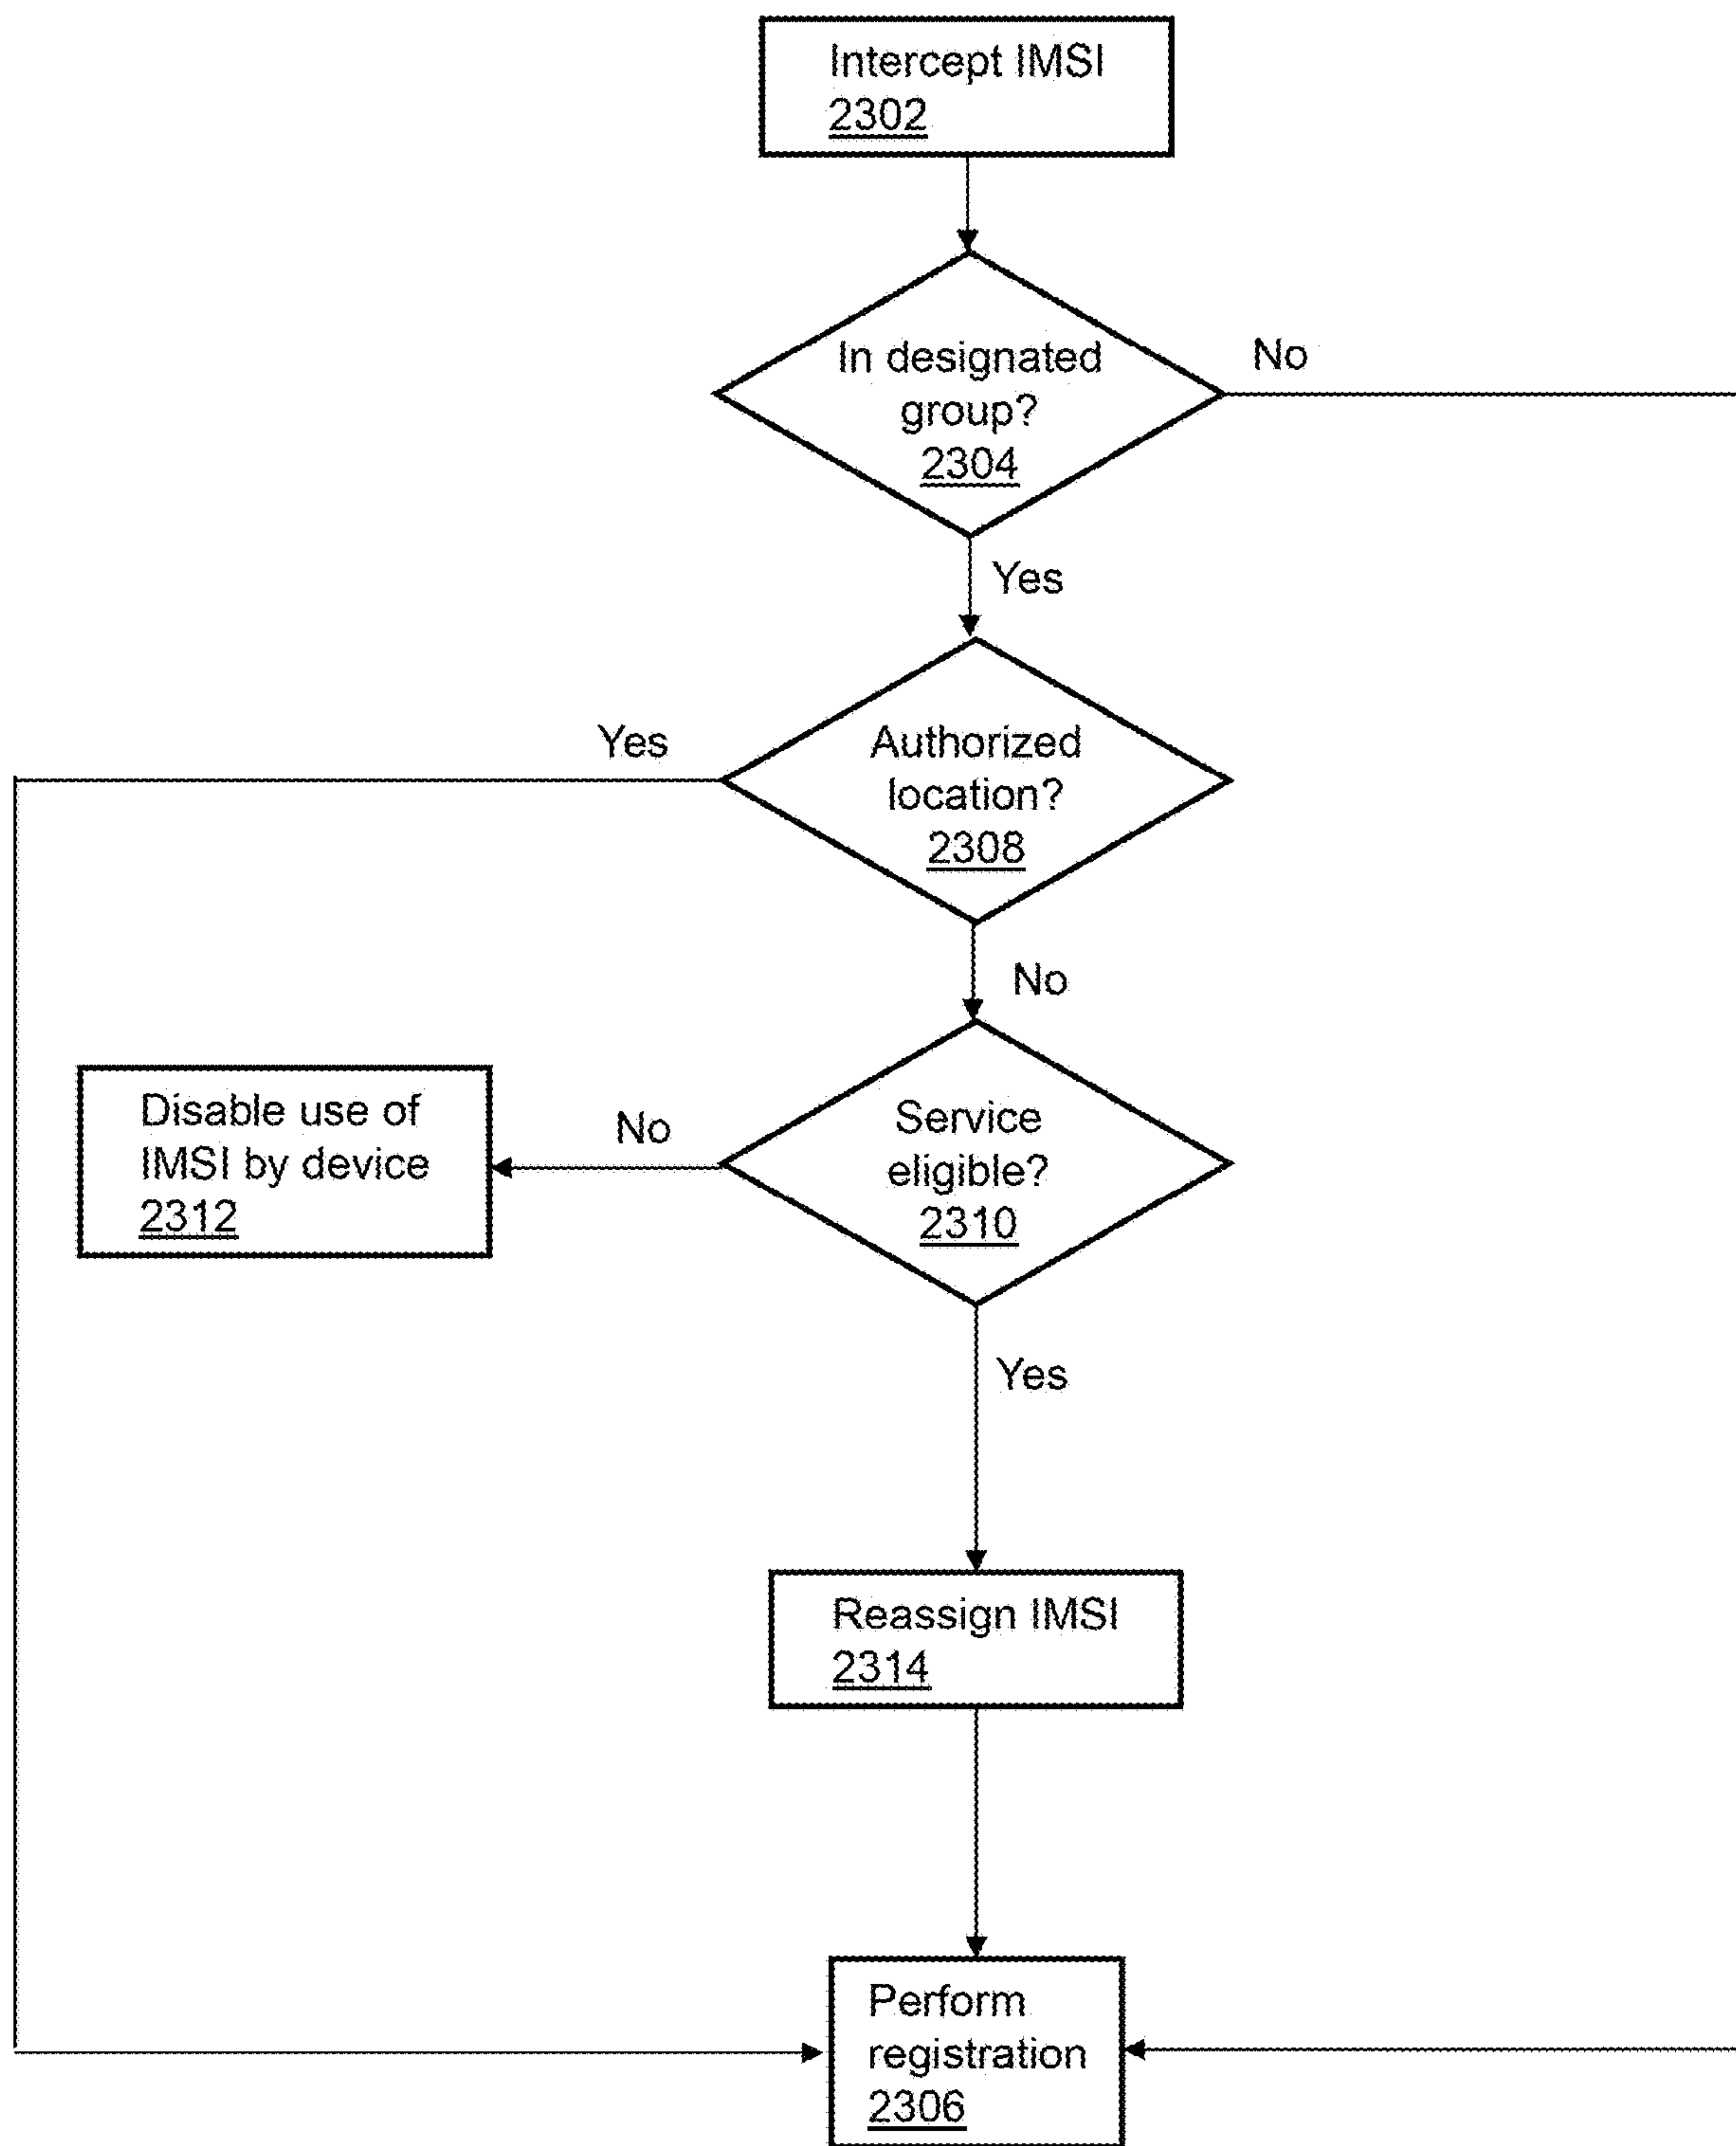 Intercept IMSI
2302
In designated
group?
2304
No
Yes
Yes
Authorized
location?
2308
No
Disable use of
IMSI by device
2312
No
Service
eligible?
2310
Yes
Reassign IMSI
2314
Perform
registration
2306